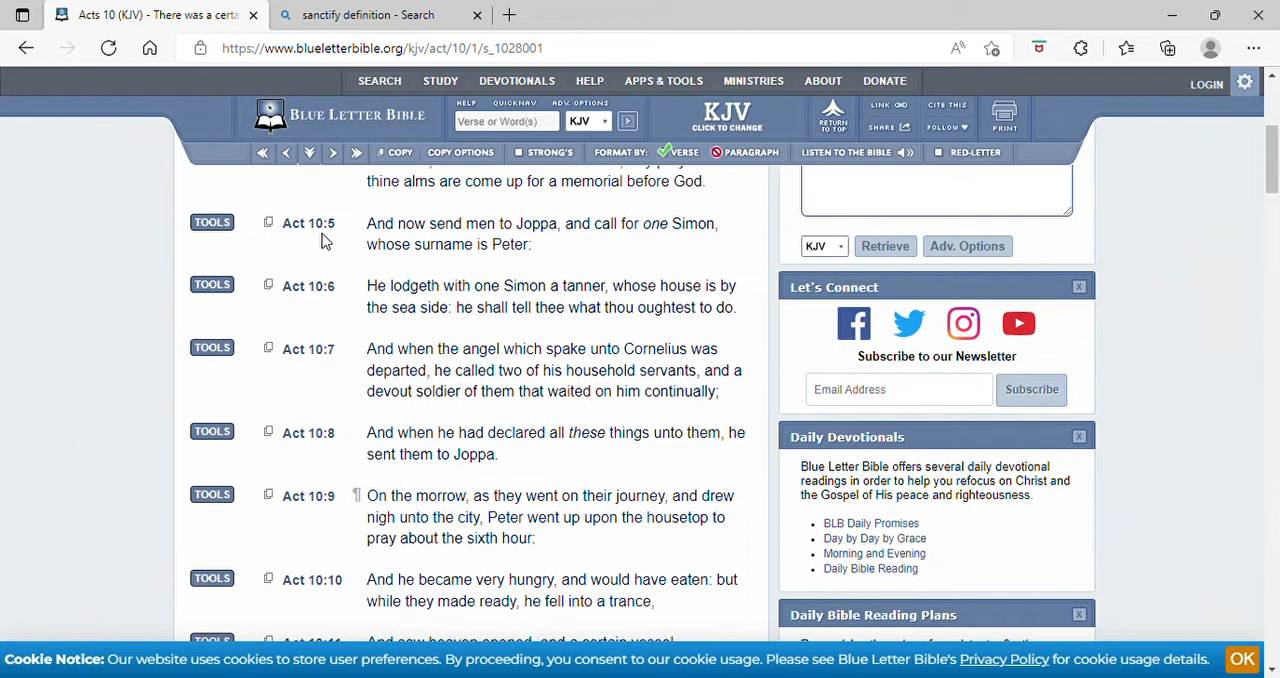 Acts 10 (KJV) - There was a certa
sanctify definition - Search
https://www.blueletterbible.org/kjv/act/10/1/s_1028001
SEARCH STUDY DEVOTIONALS HELP APPS & TOOLS MINISTRIES ABOUT DONATE
LOGIN
BLUE LETTER BIBLE
HELP QUICKNAV ADV. OPTIONS
Verse or Word(s) KJV
KJV
CLICK TO CHANGE
RETURN
TO TOP
LINK CITE THIS
SHARE FOLLOW
PRINT
COPY COPY OPTIONS STRONG'S FORMAT BY: VERSE PARAGRAPH LISTEN TO THE BIBLE RED-LETTER
thine alms are come up for a memorial before God.
TOOLS Act 10:5 And now send men to Joppa, and call for one Simon,
whose surname is Peter:
TOOLS Act 10:6 He lodgeth with one Simon a tanner, whose house is by
the sea side: he shall tell thee what thou oughtest to do.
TOOLS Act 10:7 And when the angel which spake unto Cornelius was
departed, he called two of his household servants, and a
devout soldier of them that waited on him continually;
TOOLS Act 10:8 And when he had declared all these things unto them, he
sent them to Joppa.
TOOLS Act 10:9 ¶ On the morrow, as they went on their journey, and drew
nigh unto the city, Peter went up upon the housetop to
pray about the sixth hour:
TOOLS Act 10:10 And he became very hungry, and would have eaten: but
while they made ready, he fell into a trance,
KJV Retrieve Adv. Options
Let's Connect X
Subscribe to our Newsletter
Email Address Subscribe
Daily Devotionals X
Blue Letter Bible offers several daily devotional
readings in order to help you refocus on Christ and
the Gospel of His peace and righteousness.
BLB Daily Promises
Day by Day by Grace
Morning and Evening
Daily Bible Reading
Daily Bible Reading Plans X
Cookie Notice: Our website uses cookies to store user preferences. By proceeding, you consent to our cookie usage. Please see Blue Letter Bible's Privacy Policy for cookie usage details. OK